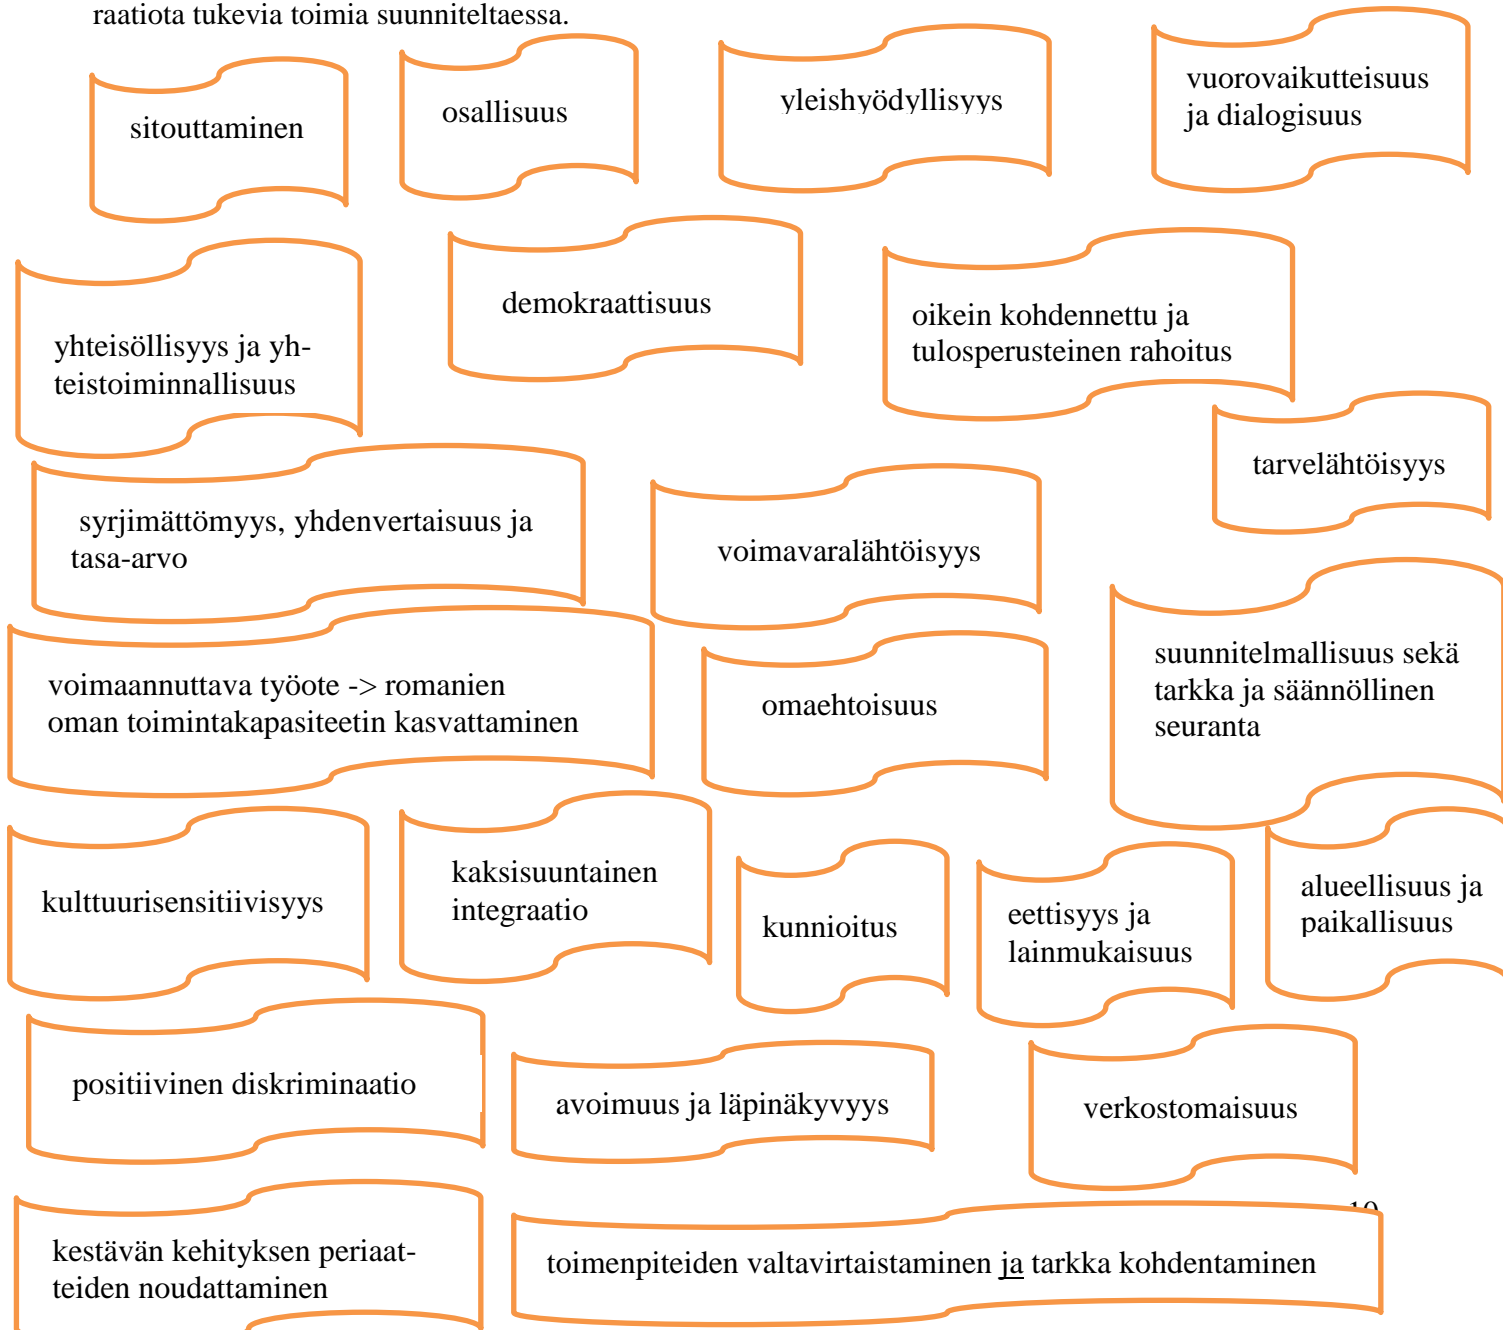 raatiota tukevia toimia suunniteltaessa.
sitouttaminen
osallisuus
yleishyödyllisyys
vuorovaikutteisuus
ja dialogisuus
yhteisöllisyys ja yh-
teistoiminnallisuus
demokraattisuus
oikein kohdennettu ja
tulosperusteinen rahoitus
tarvelähtöisyys
syrjimättömyys, yhdenvertaisuus ja
tasa-arvo
voimavaralähtöisyys
voimaannuttava työote -> romanien
oman toimintakapasiteetin kasvattaminen
omaehtoisuus
suunnitelmallisuus sekä
tarkka ja säännöllinen
seuranta
kulttuurisensitiivisyys
kaksisuuntainen
integraatio
kunnioitus
eettisyys ja
lainmukaisuus
alueellisuus ja
paikallisuus
positiivinen diskriminaatio
avoimuus ja läpinäkyvyys
verkostomaisuus
kestävän kehityksen periaat-
teiden noudattaminen
toimenpiteiden valtavirtaistaminen ja tarkka kohdentaminen